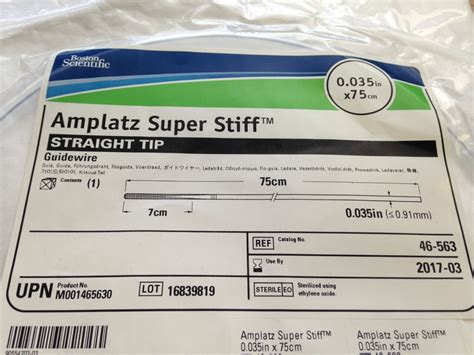 Boston
Scientific
0.035in
x75cm
Amplatz Super Stiff™
STRAIGHT TIP
Guidewire
Contents (1)
75cm
7cm
0.035in (≤0.91mm)
REF Catalog No. 46-563
Use By 2017-03
UPN Product No. M001465630
LOT 16839819
STERILE EO Sterilized using
ethylene oxide.
Amplatz Super Stiff™
0.035in x 75cm
Amplatz Super Stiff™
0.035in x 75cm